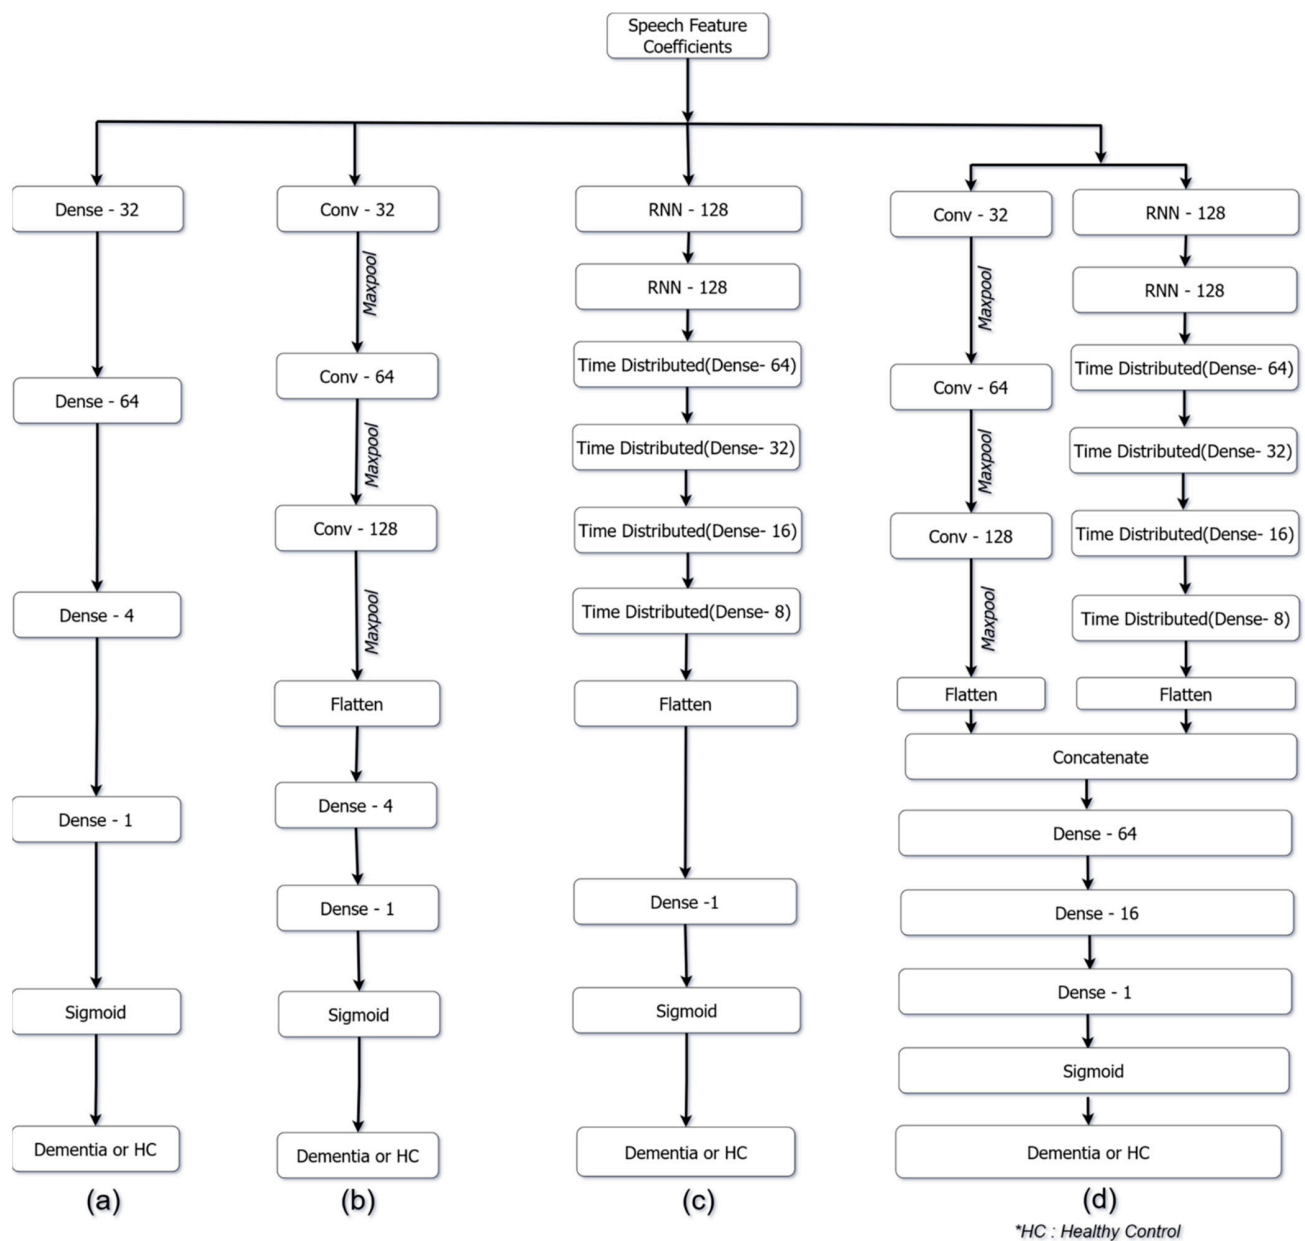 Speech Feature
Coefficients
Dense - 32
Dense - 64
Dense - 4
Dense - 1
Sigmoid
Dementia or HC
(a)
Conv - 32
Maxpool
Conv - 64
Maxpool
Conv - 128
Maxpool
Flatten
Dense - 4
Dense - 1
Sigmoid
Dementia or HC
(b)
RNN - 128
RNN - 128
Time Distributed(Dense- 64)
Time Distributed(Dense- 32)
Time Distributed(Dense- 16)
Time Distributed(Dense- 8)
Flatten
Dense -1
Sigmoid
Dementia or HC
(c)
Conv - 32
Maxpool
Conv - 64
Maxpool
Conv - 128
Maxpool
Flatten
RNN - 128
RNN - 128
Time Distributed(Dense- 64)
Time Distributed(Dense- 32)
Time Distributed(Dense- 16)
Time Distributed(Dense- 8)
Flatten
Concatenate
Dense - 64
Dense - 16
Dense - 1
Sigmoid
Dementia or HC
(d)
*HC : Healthy Control